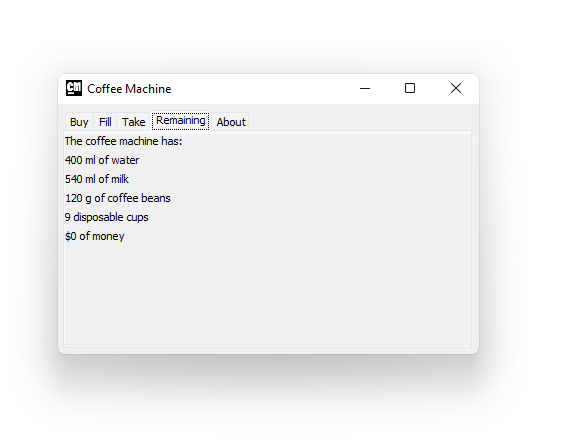 CM Coffee Machine
Buy Fill Take Remaining About
The coffee machine has:
400 ml of water
540 ml of milk
120 g of coffee beans
9 disposable cups
$0 of money